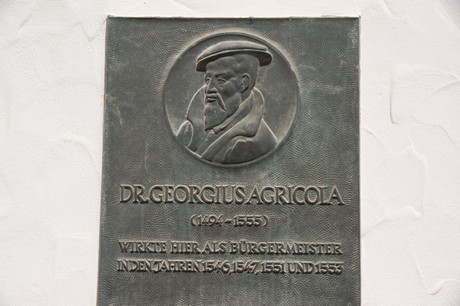 DR. GEORGIUS AGRICOLA
(1494-1555)
WIRKTE HIER ALS BÜRGERMEISTER
IN DEN JAHREN 1546, 1547, 1551 UND 1553